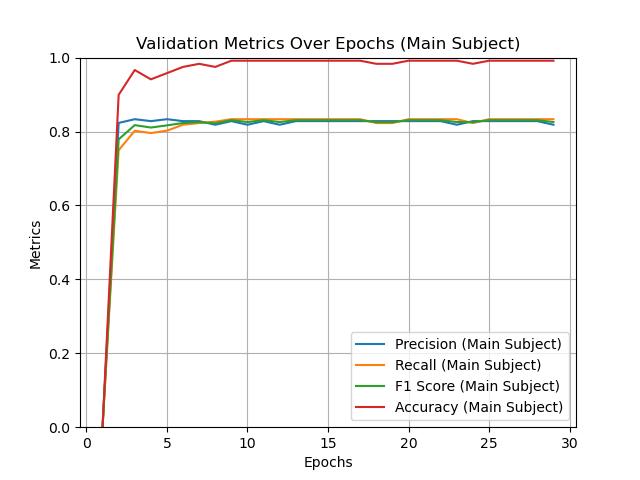 Validation Metrics Over Epochs (Main Subject)
1.0
0.8
0.6
0.4
0.2
0.0
Metrics
Precision (Main Subject)
Recall (Main Subject)
F1 Score (Main Subject)
Accuracy (Main Subject)
0 5 10 15 20 25 30
Epochs